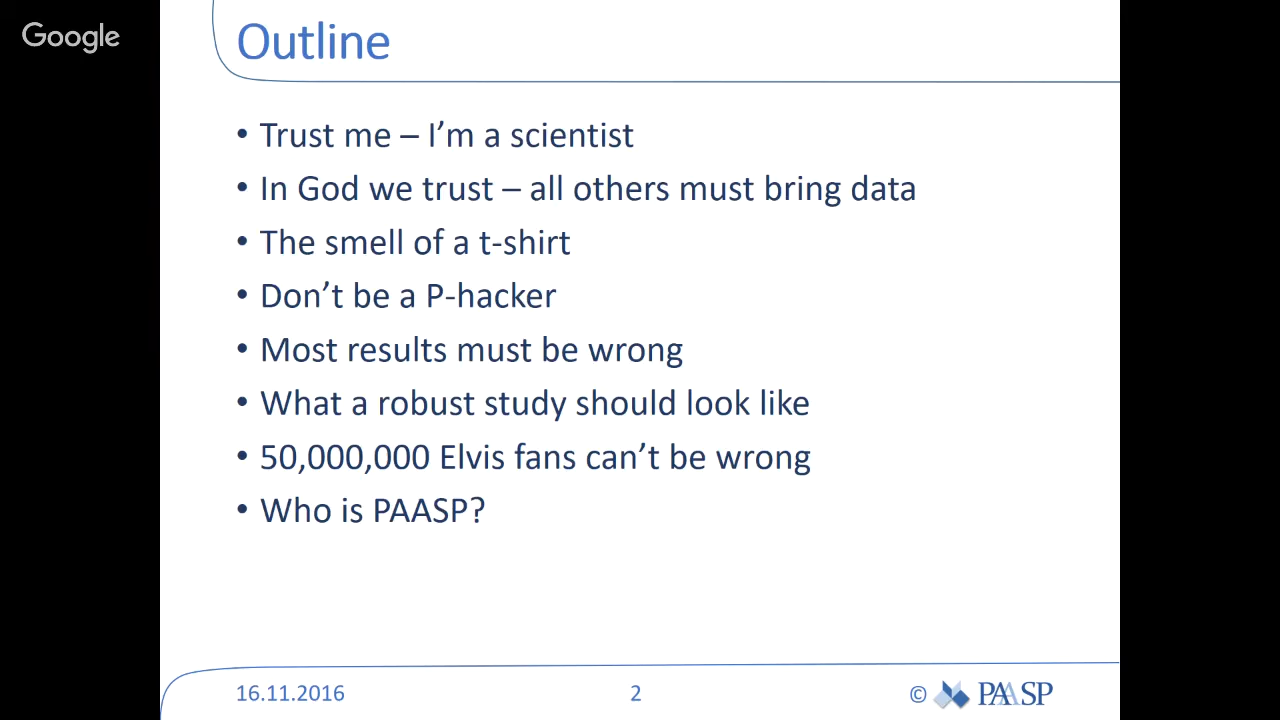 Google
Outline
• Trust me – I’m a scientist
• In God we trust – all others must bring data
• The smell of a t-shirt
• Don’t be a P-hacker
• Most results must be wrong
• What a robust study should look like
• 50,000,000 Elvis fans can’t be wrong
• Who is PAASP?
16.11.2016 2 © PAASP